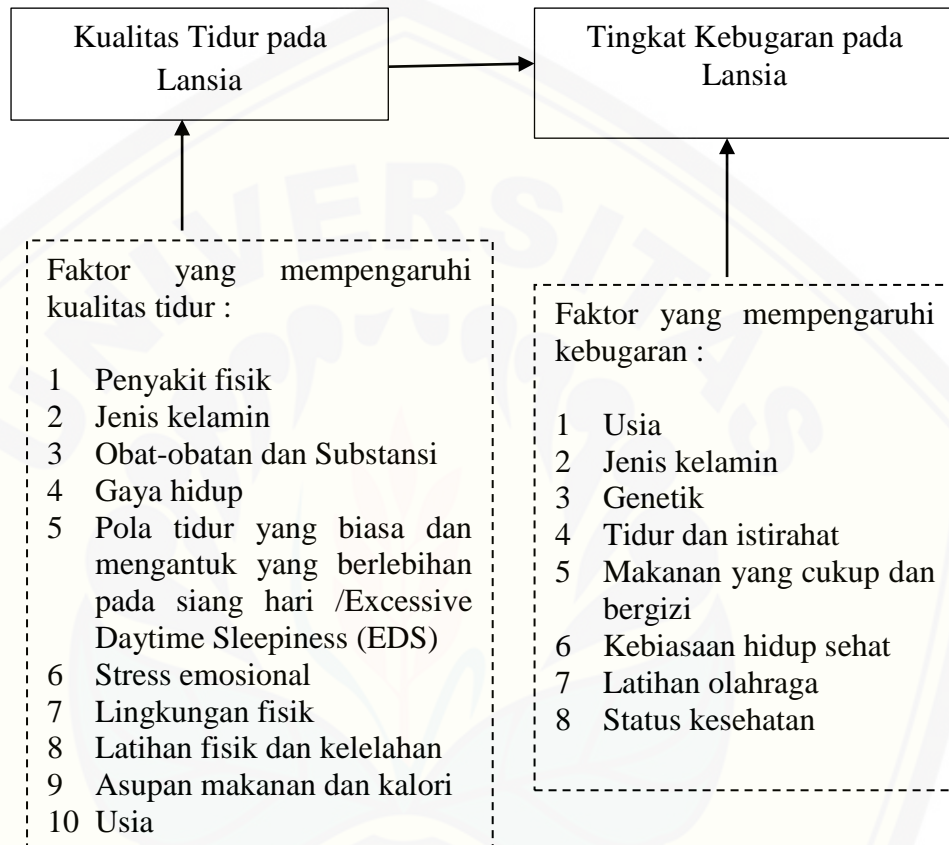 Kualitas Tidur pada
Lansia
Tingkat Kebugaran pada
Lansia
Faktor yang mempengaruhi
kualitas tidur :
1 Penyakit fisik
2 Jenis kelamin
3 Obat-obatan dan Substansi
4 Gaya hidup
5 Pola tidur yang biasa dan
mengantuk yang berlebihan
pada siang hari /Excessive
Daytime Sleepiness (EDS)
6 Stress emosional
7 Lingkungan fisik
8 Latihan fisik dan kelelahan
9 Asupan makanan dan kalori
10 Usia
Faktor yang mempengaruhi
kebugaran :
1 Usia
2 Jenis kelamin
3 Genetik
4 Tidur dan istirahat
5 Makanan yang cukup dan
bergizi
6 Kebiasaan hidup sehat
7 Latihan olahraga
8 Status kesehatan
UNIVERSITAS